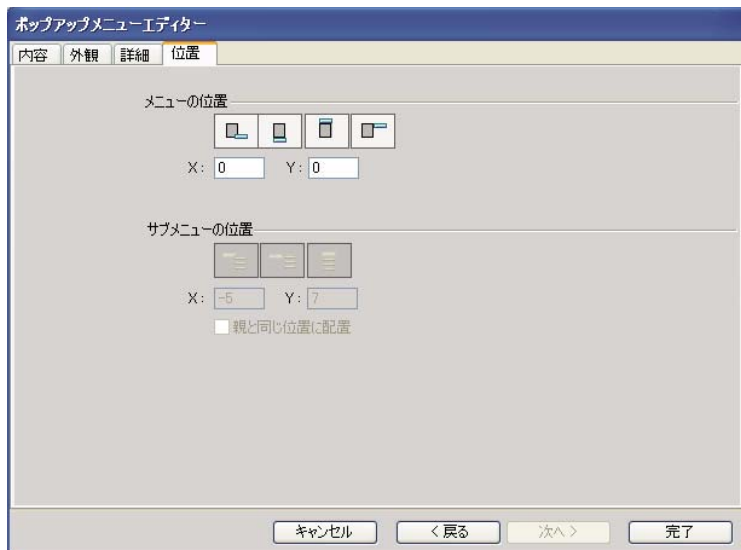 ポップアップメニューエディター
内容 外観 詳細 位置
メニューの位置
X: 0 Y: 0
サブメニューの位置
X: -5 Y: 7
親と同じ位置に配置
キャンセル < 戻る 次へ > 完了